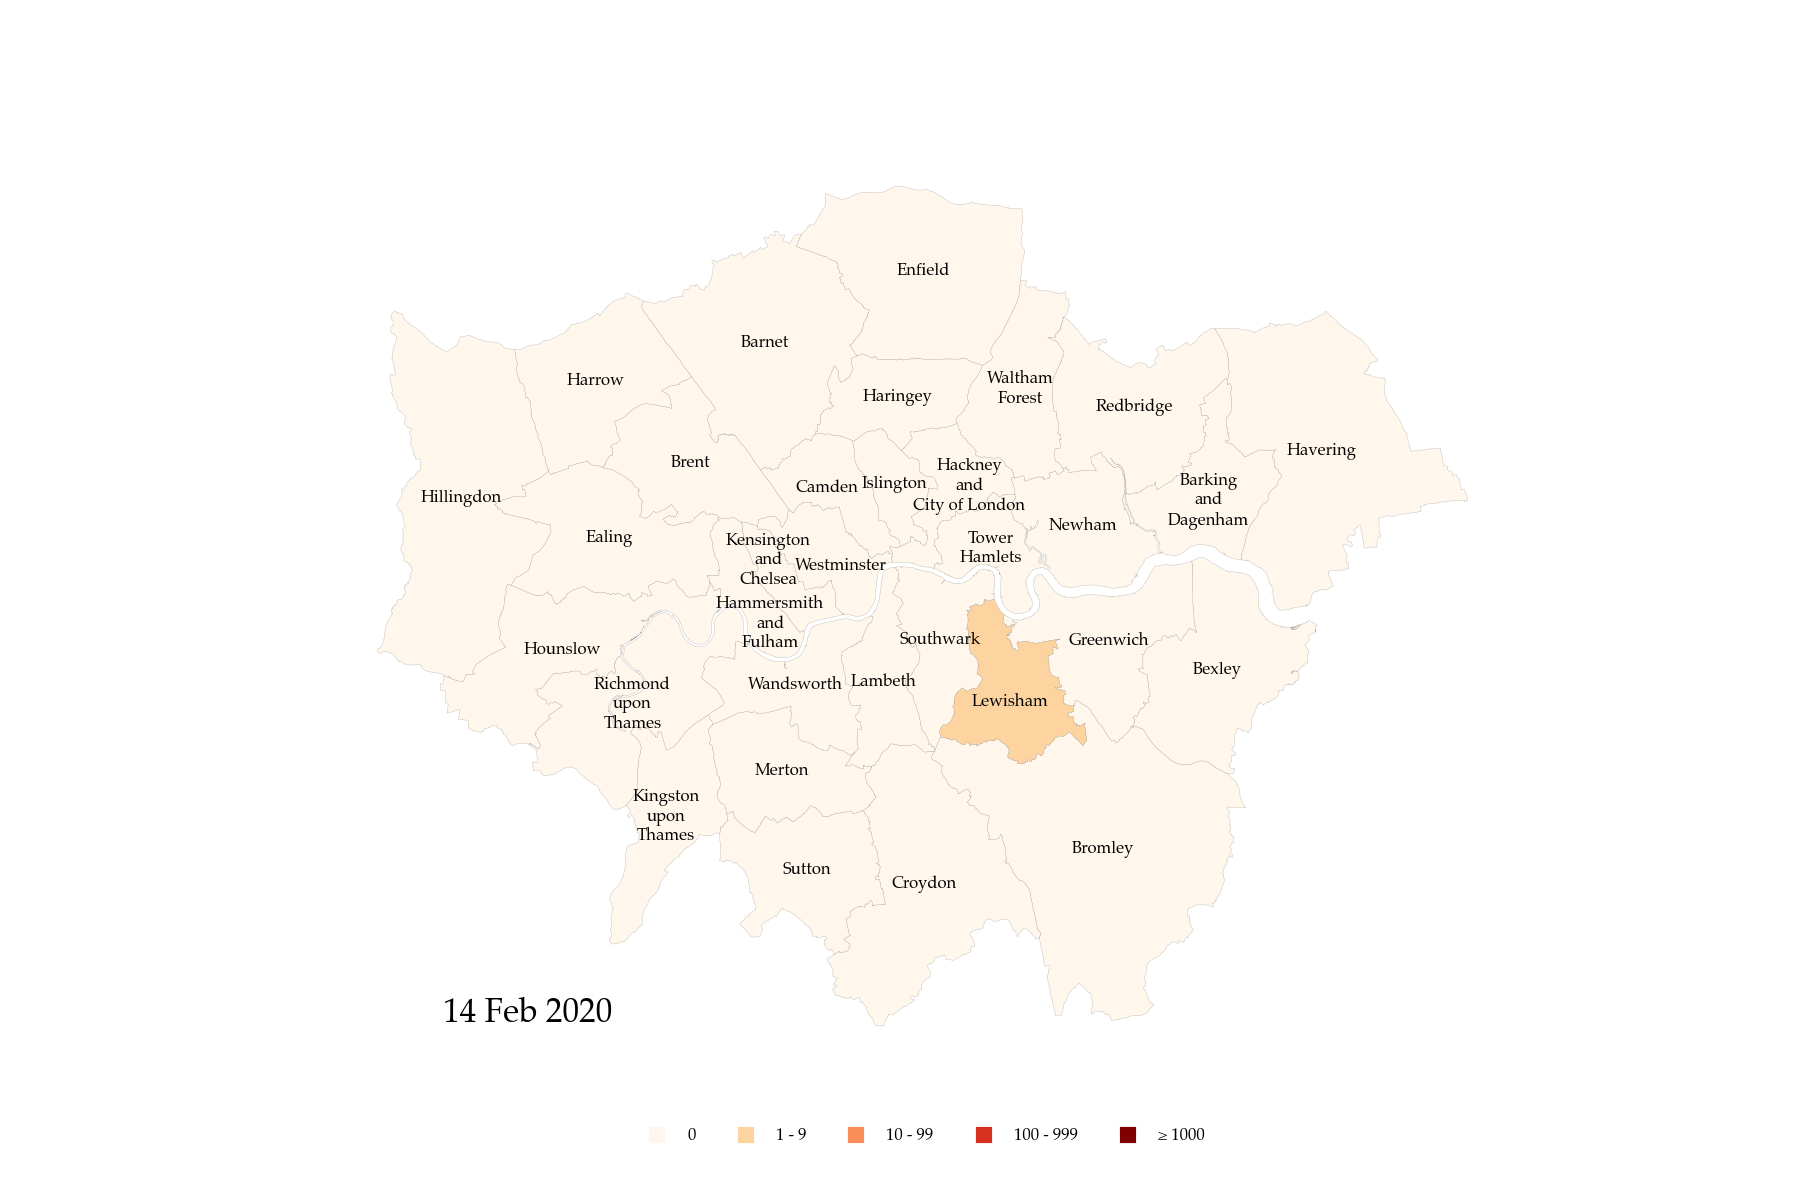 Enfield
Barnet
Harrow
Haringey
Waltham
Forest
Redbridge
Havering
Brent
Hillingdon
Camden
Islington
Hackney
and
City of London
Barking
and
Dagenham
Newham
Ealing
Kensington
and
Chelsea
Westminster
Tower
Hamlets
Hammersmith
and
Fulham
Hounslow
Southwark
Greenwich
Bexley
Richmond
upon
Thames
Wandsworth
Lambeth
Lewisham
Merton
Kingston
upon
Thames
Bromley
Sutton
Croydon
14 Feb 2020
0 1 - 9 10 - 99 100 - 999 ≥ 1000